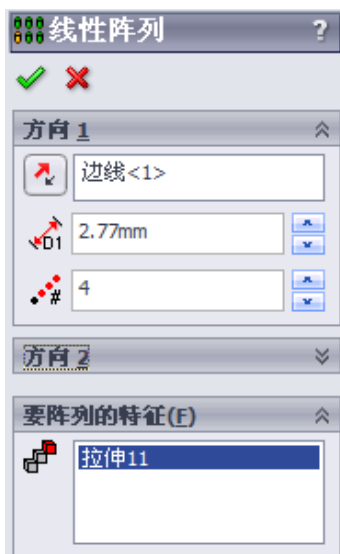 线性阵列 ?
方向 1
边线<1>
D1 2.77mm
# 4
方向 2
要阵列的特征(F)
拉伸11